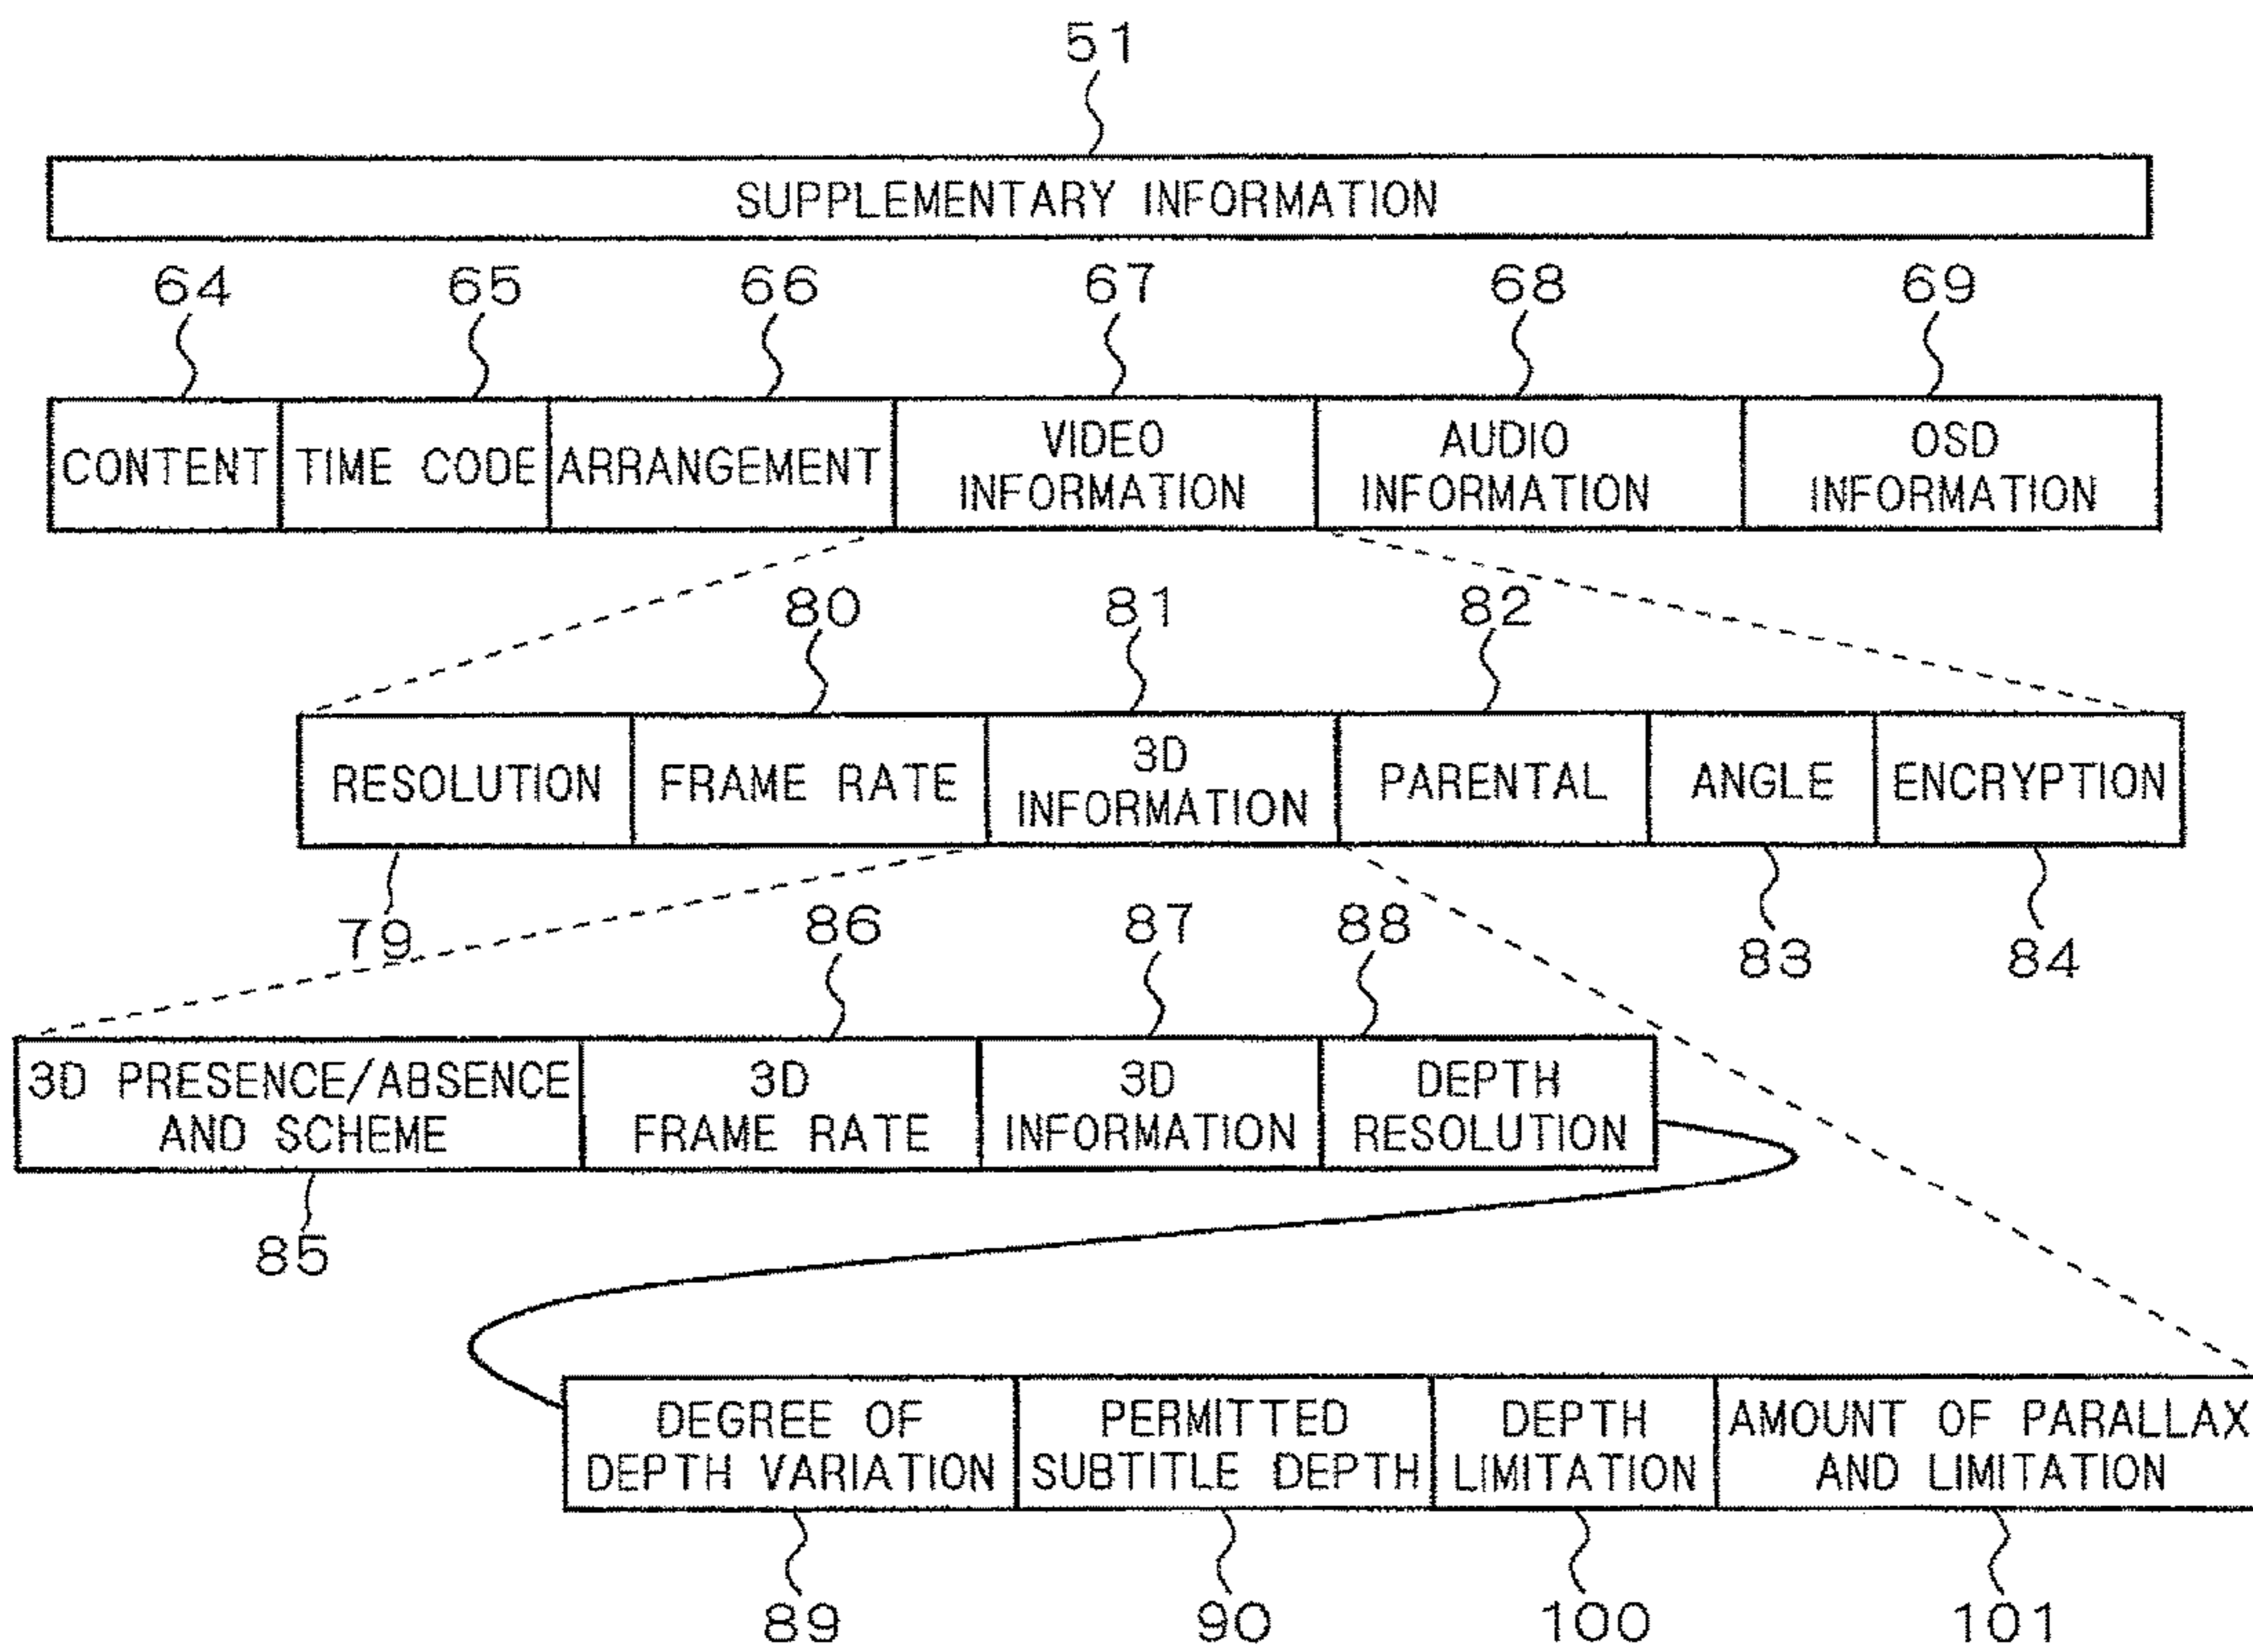 51
SUPPLEMENTARY INFORMATION
64 65 66 67 68 69
CONTENT TIME CODE ARRANGEMENT VIDEO INFORMATION AUDIO INFORMATION OSD INFORMATION
80 81 82
RESOLUTION FRAME RATE 3D INFORMATION PARENTAL ANGLE ENCRYPTION
79 86 87 88 83 84
3D PRESENCE/ABSENCE AND SCHEME 3D FRAME RATE 3D INFORMATION DEPTH RESOLUTION
85
DEGREE OF DEPTH VARIATION PERMITTED SUBTITLE DEPTH DEPTH LIMITATION AMOUNT OF PARALLAX AND LIMITATION
89 90 100 101